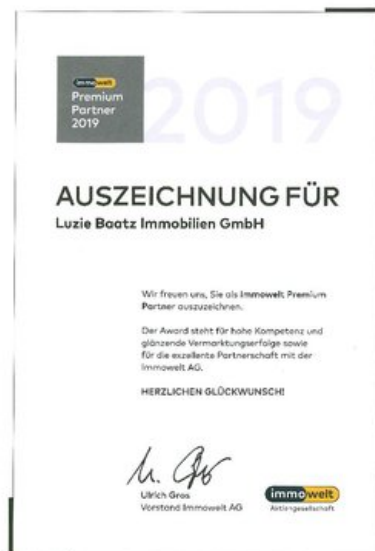 immowelt
Premium
Partner
2019
2019
AUSZEICHNUNG FÜR
Luzie Baatz Immobilien GmbH
Wir freuen uns, Sie als Immowelt Premium
Partner auszuzeichnen.
Der Award steht für hohe Kompetenz und
glänzende Vermarktungserfolge sowie
für die exzellente Partnerschaft mit der
Immowelt AG.
HERZLICHEN GLÜCKWUNSCH!
Ulrich Gros
Vorstand Immowelt AG
immowelt
Aktiengesellschaft